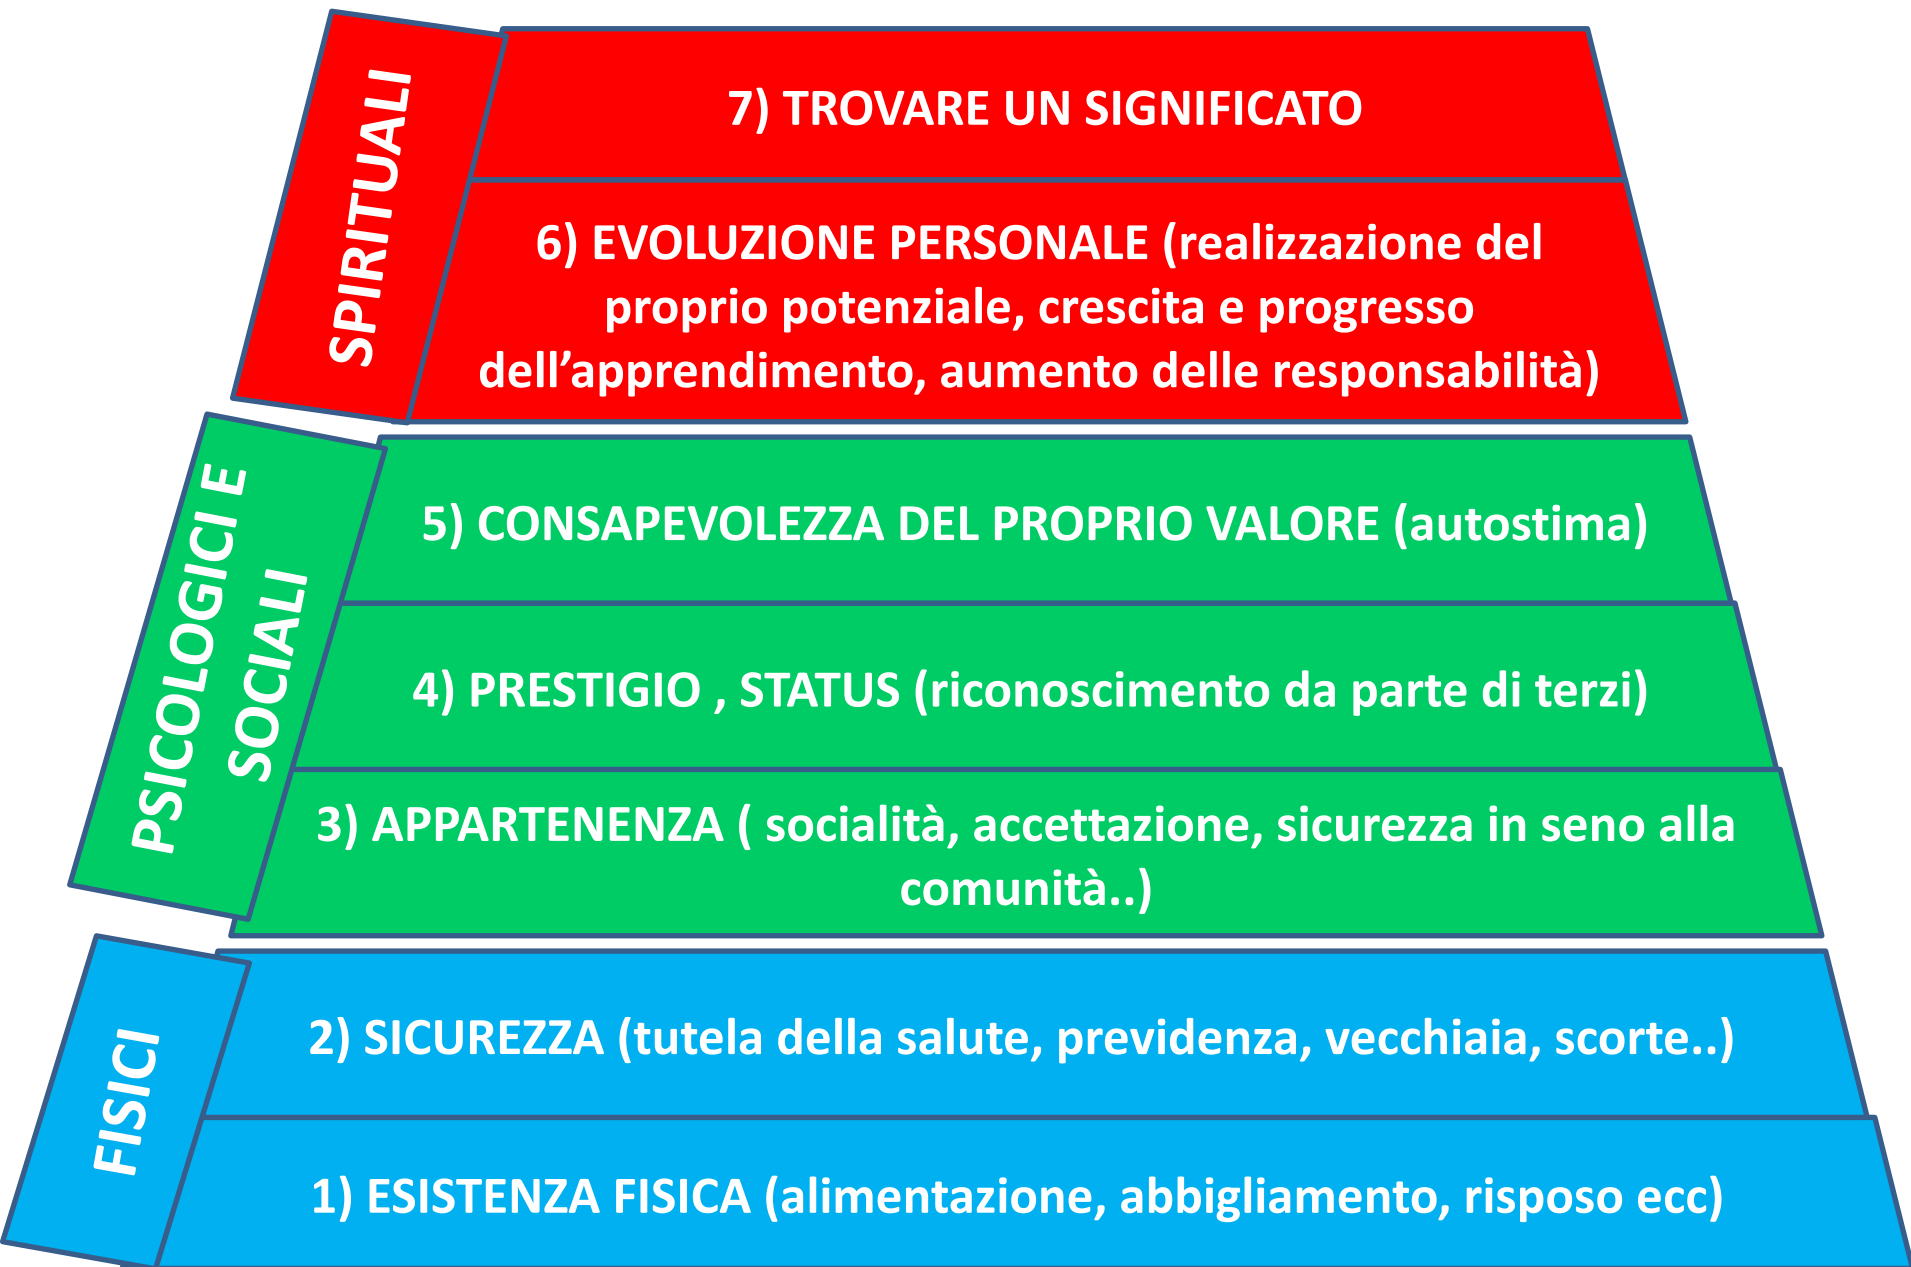 SPIRITUALI
7) TROVARE UN SIGNIFICATO
6) EVOLUZIONE PERSONALE (realizzazione del
proprio potenziale, crescita e progresso
dell’apprendimento, aumento delle responsabilità)
PSICOLOGICI E
SOCIALI
5) CONSAPEVOLEZZA DEL PROPRIO VALORE (autostima)
4) PRESTIGIO , STATUS (riconoscimento da parte di terzi)
3) APPARTENENZA ( socialità, accettazione, sicurezza in seno alla
comunità..)
FISICI
2) SICUREZZA (tutela della salute, previdenza, vecchiaia, scorte..)
1) ESISTENZA FISICA (alimentazione, abbigliamento, risposo ecc)